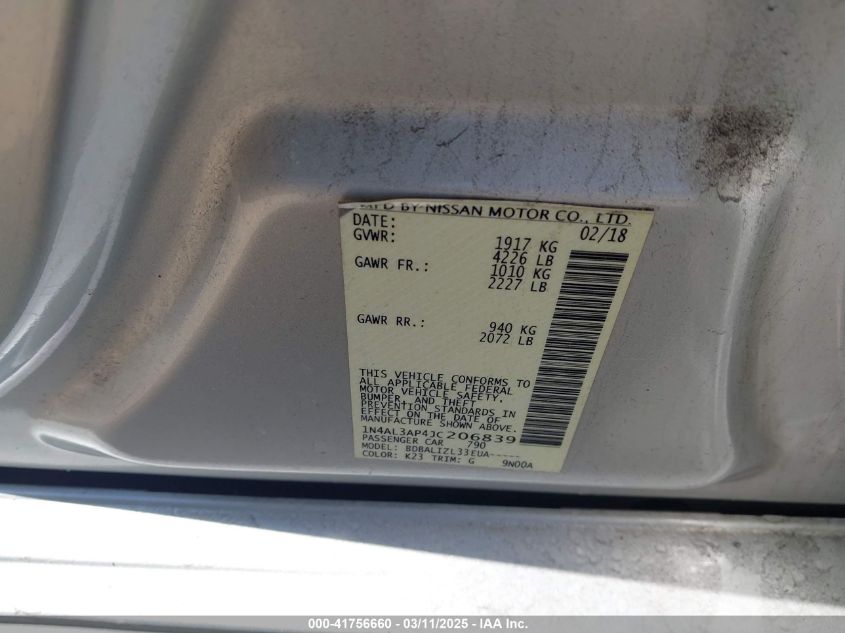 MFD BY NISSAN MOTOR CO., LTD.
DATE: 02/18
GVWR: 1917 KG
4226 LB
GAWR FR.: 1010 KG
2227 LB
GAWR RR.: 940 KG
2072 LB
THIS VEHICLE CONFORMS TO
ALL APPLICABLE FEDERAL
MOTOR VEHICLE SAFETY,
BUMPER, AND THEFT
PREVENTION STANDARDS IN
EFFECT ON THE DATE OF
MANUFACTURE SHOWN ABOVE.
1N4AL3AP4JC206839
PASSENGER CAR 790
MODEL: BDBALIZL33EUA-----
COLOR: K23 TRIM: G 9N00A
000-41756660 - 03/11/2025 - IAA Inc.